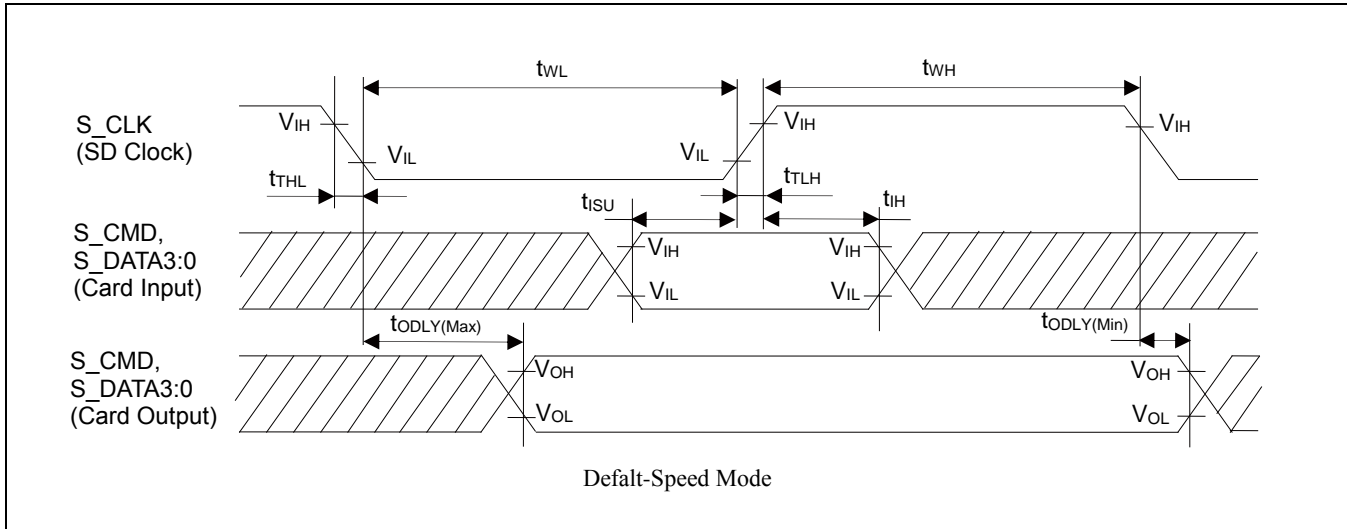 tWL
tWH
S_CLK
(SD Clock)
VIH
VIH
VIH
VIL
VIL
tTHL
tTLH
tISU
tIH
S_CMD,
S_DATA3:0
(Card Input)
VIH
VIH
VIL
VIL
tODLY(Max)
tODLY(Min)
S_CMD,
S_DATA3:0
(Card Output)
VOH
VOH
VOL
VOL
Defalt-Speed Mode